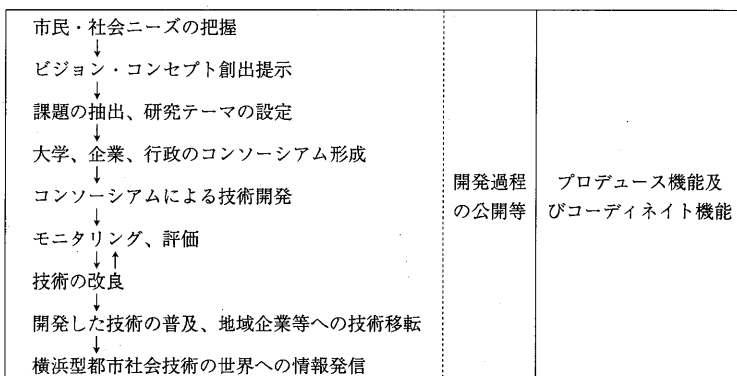 市民・社会ニーズの把握
↓
ビジョン・コンセプト創出提示
↓
課題の抽出、研究テーマの設定
↓
大学、企業、行政のコンソーシアム形成
↓
コンソーシアムによる技術開発
↓
モニタリング、評価
↓↑
技術の改良
↓
開発した技術の普及、地域企業等への技術移転
↓
横浜型都市社会技術の世界への情報発信
開発過程
の公開等
プロデュース機能及
びコーディネイト機能